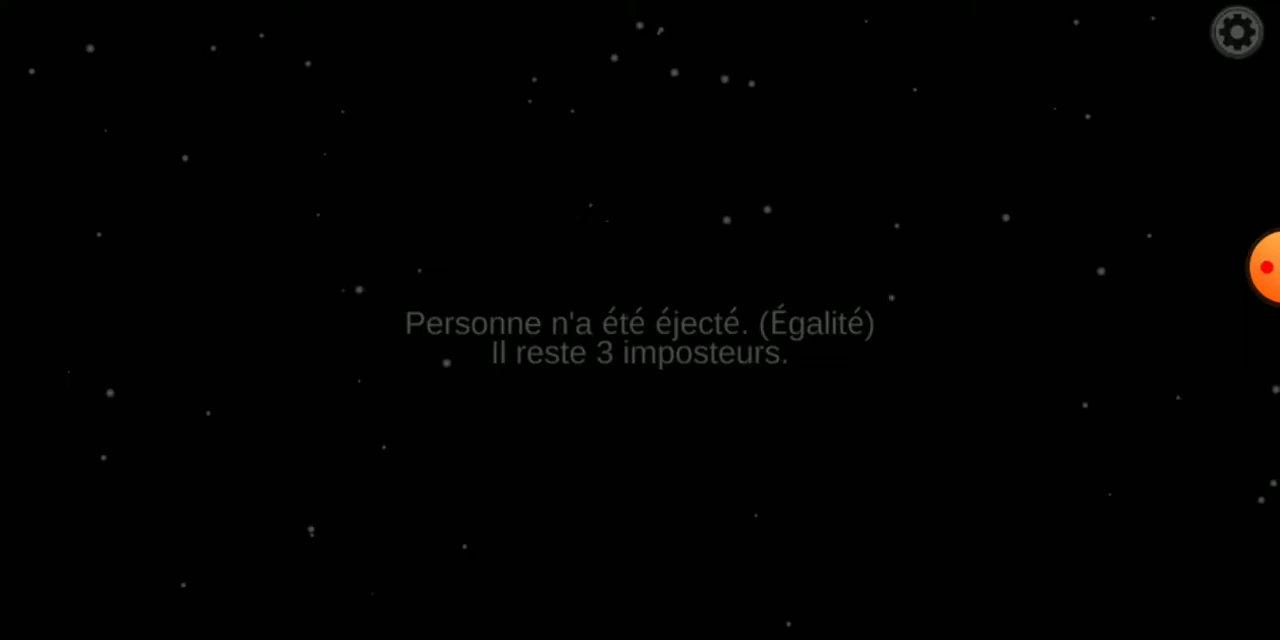 Personne n'a été éjecté. (Égalité)
Il reste 3 imposteurs.